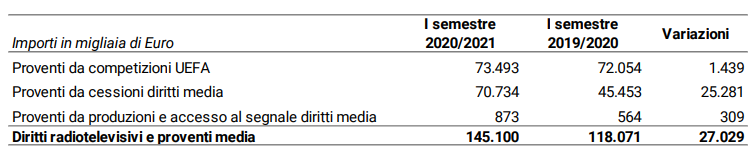 Importi in migliaia di Euro I semestre 2020/2021 I semestre 2019/2020 Variazioni
Proventi da competizioni UEFA 73.493 72.054 1.439
Proventi da cessioni diritti media 70.734 45.453 25.281
Proventi da produzioni e accesso al segnale diritti media 873 564 309
Diritti radiotelevisivi e proventi media 145.100 118.071 27.029